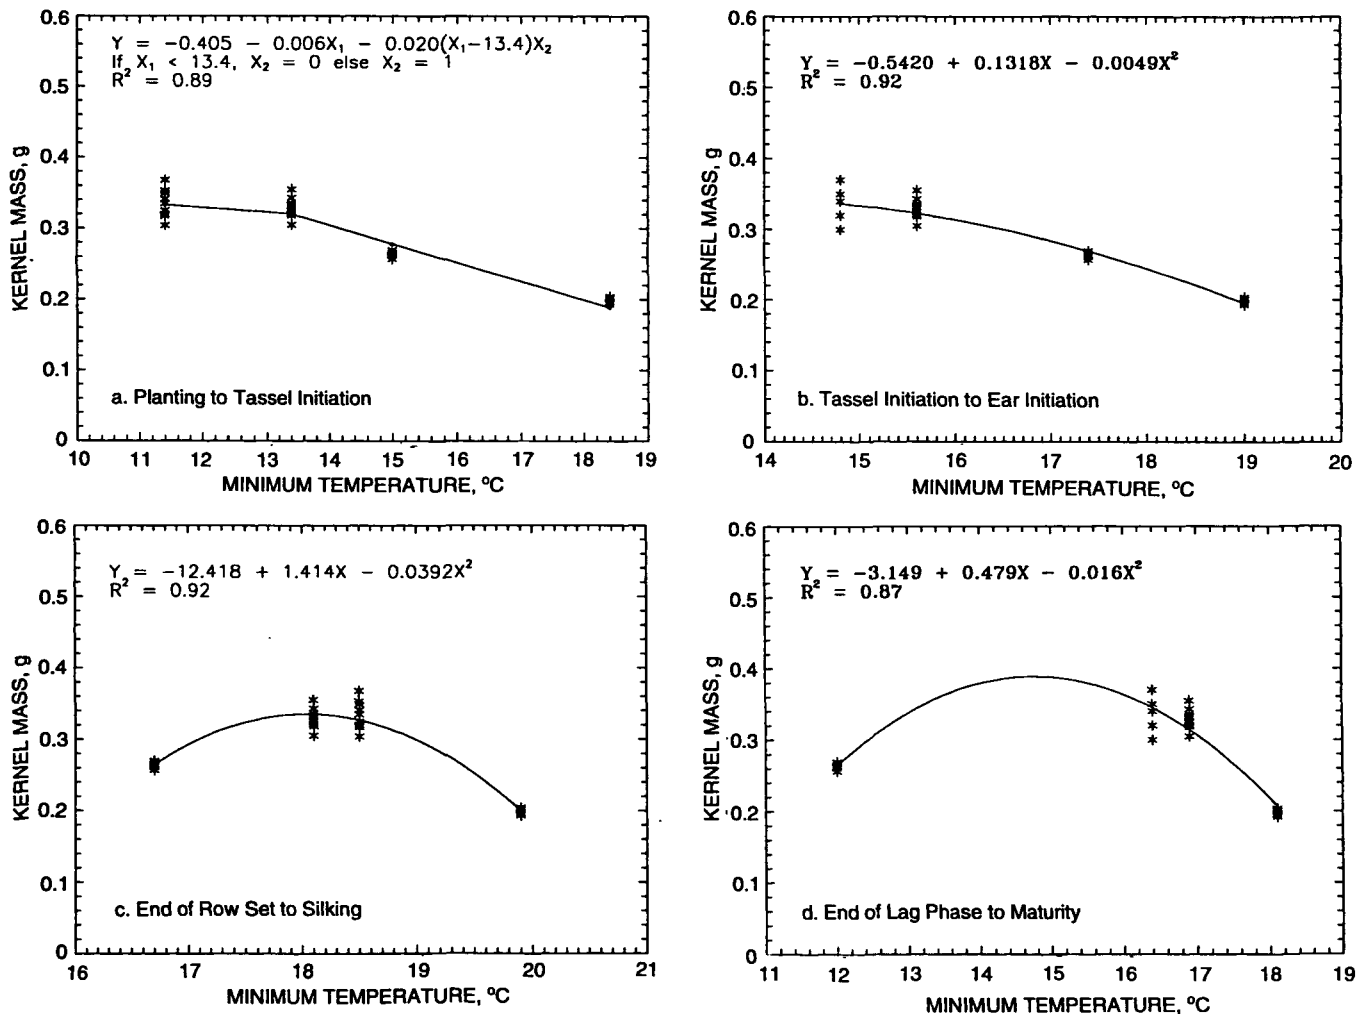 Y = -0.405 - 0.006X₁ - 0.020(X₁-13.4)X₂
If X₁ < 13.4, X₂ = 0 else X₂ = 1
R² = 0.89
KERNEL MASS, g
0.6
0.5
0.4
0.3
0.2
0.1
0
a. Planting to Tassel Initiation
10 11 12 13 14 15 16 17 18 19
MINIMUM TEMPERATURE, ºC
Y = -0.5420 + 0.1318X - 0.0049X²
R² = 0.92
KERNEL MASS, g
0.6
0.5
0.4
0.3
0.2
0.1
0
b. Tassel Initiation to Ear Initiation
14 15 16 17 18 19 20
MINIMUM TEMPERATURE, ºC
Y = -12.418 + 1.414X - 0.0392X²
R² = 0.92
KERNEL MASS, g
0.6
0.5
0.4
0.3
0.2
0.1
0
c. End of Row Set to Silking
16 17 18 19 20 21
MINIMUM TEMPERATURE, ºC
Y = -3.149 + 0.479X - 0.016X²
R² = 0.87
KERNEL MASS, g
0.6
0.5
0.4
0.3
0.2
0.1
0
d. End of Lag Phase to Maturity
11 12 13 14 15 16 17 18 19
MINIMUM TEMPERATURE, ºC